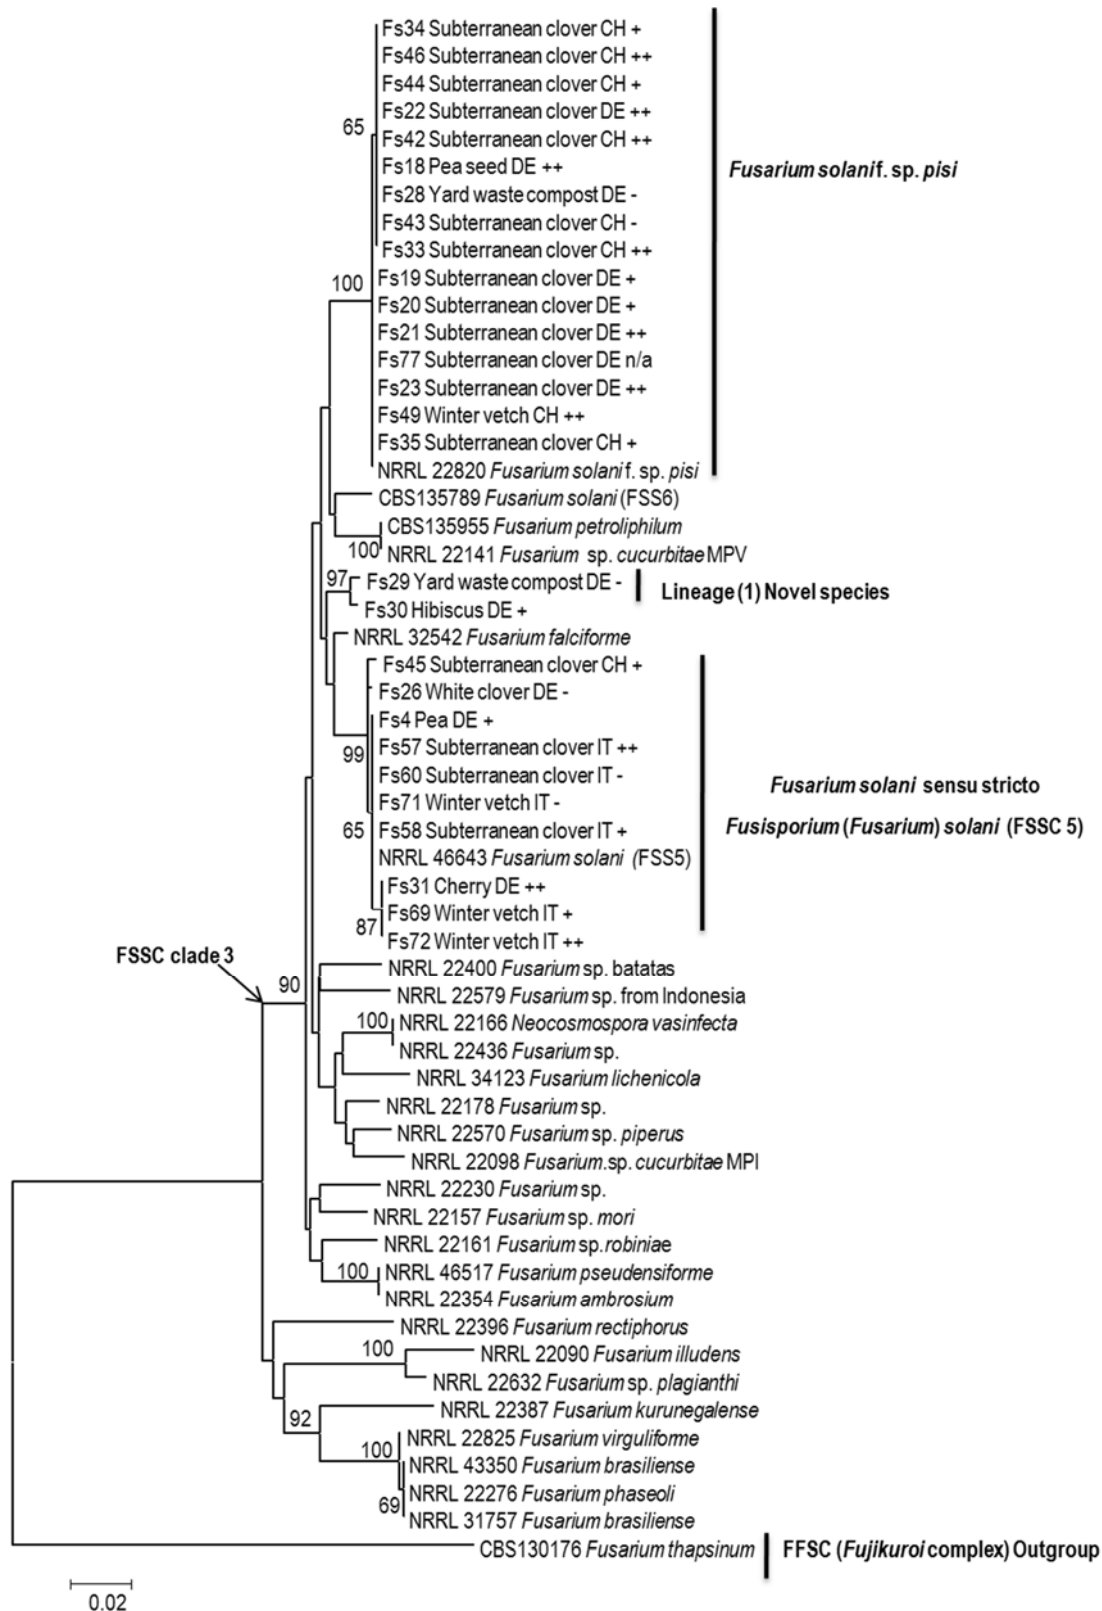 Fs34 Subterranean clover CH +
Fs46 Subterranean clover CH ++
Fs44 Subterranean clover CH +
Fs22 Subterranean clover DE ++
65
Fs42 Subterranean clover CH ++
Fs18 Pea seed DE ++
Fusarium solani f. sp. pisi
Fs28 Yard waste compost DE -
Fs43 Subterranean clover CH -
Fs33 Subterranean clover CH ++
100
Fs19 Subterranean clover DE +
Fs20 Subterranean clover DE +
Fs21 Subterranean clover DE ++
Fs77 Subterranean clover DE n/a
Fs23 Subterranean clover DE ++
Fs49 Winter vetch CH ++
Fs35 Subterranean clover CH +
NRRL 22820 Fusarium solani f. sp. pisi
CBS135789 Fusarium solani (FSS6)
CBS135955 Fusarium petroliphilum
100
NRRL 22141 Fusarium sp. cucurbitae MPV
97
Fs29 Yard waste compost DE -
Lineage (1) Novel species
Fs30 Hibiscus DE +
NRRL 32542 Fusarium falciforme
Fs45 Subterranean clover CH +
Fs26 White clover DE -
Fs4 Pea DE +
99
Fs57 Subterranean clover IT ++
Fs60 Subterranean clover IT -
Fusarium solani sensu stricto
Fs71 Winter vetch IT -
65
Fs58 Subterranean clover IT +
Fusisporium (Fusarium) solani (FSSC 5)
NRRL 46643 Fusarium solani (FSS5)
Fs31 Cherry DE ++
87
Fs69 Winter vetch IT +
Fs72 Winter vetch IT ++
FSSC clade 3
90
NRRL 22400 Fusarium sp. batatas
NRRL 22579 Fusarium sp. from Indonesia
100
NRRL 22166 Neocosmospora vasinfecta
NRRL 22436 Fusarium sp.
NRRL 34123 Fusarium lichenicola
NRRL 22178 Fusarium sp.
NRRL 22570 Fusarium sp. piperus
NRRL 22098 Fusarium.sp. cucurbitae MPI
NRRL 22230 Fusarium sp.
NRRL 22157 Fusarium sp. mori
NRRL 22161 Fusarium sp.robiniae
100
NRRL 46517 Fusarium pseudensiforme
NRRL 22354 Fusarium ambrosium
NRRL 22396 Fusarium rectiphorus
100
NRRL 22090 Fusarium illudens
NRRL 22632 Fusarium sp. plagianthi
92
NRRL 22387 Fusarium kurunegalense
100
NRRL 22825 Fusarium virguliforme
NRRL 43350 Fusarium brasiliense
NRRL 22276 Fusarium phaseoli
69
NRRL 31757 Fusarium brasiliense
CBS130176 Fusarium thapsinum
FFSC (Fujikuroi complex) Outgroup
0.02